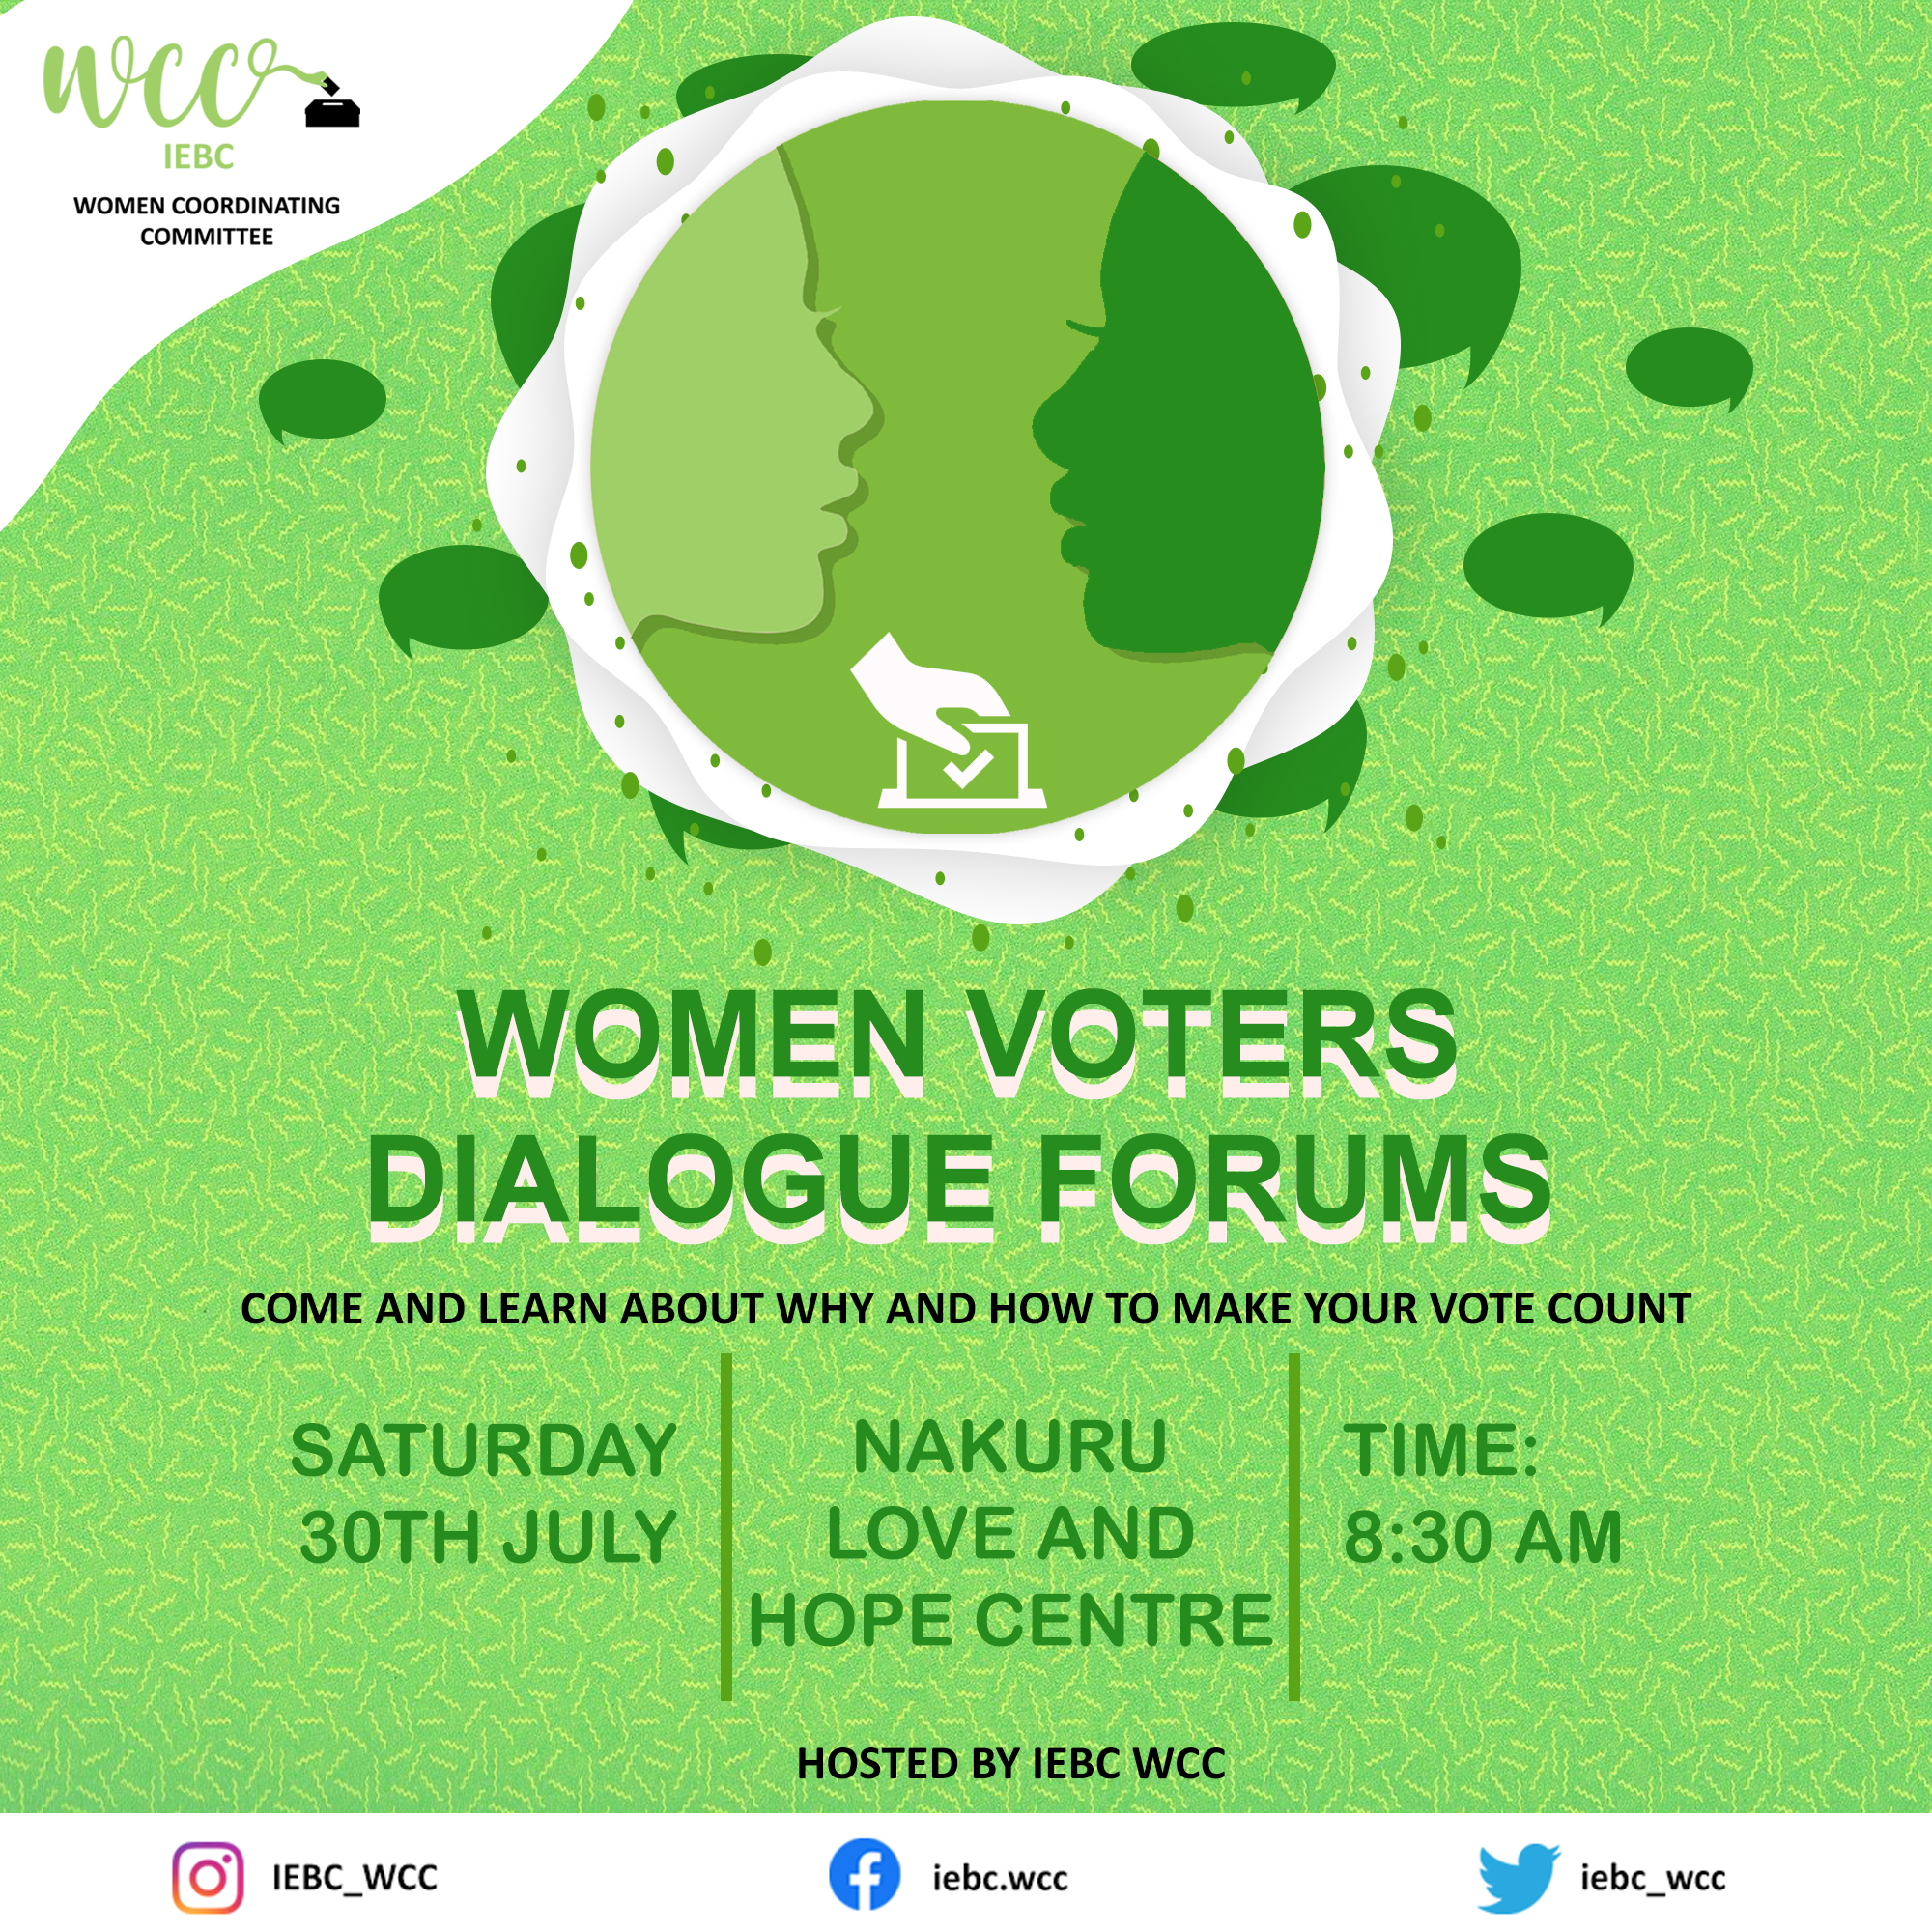 wcc
IEBC
WOMEN COORDINATING
COMMITTEE
WOMEN VOTERS
DIALOGUE FORUMS
COME AND LEARN ABOUT WHY AND HOW TO MAKE YOUR VOTE COUNT
SATURDAY
30TH JULY
NAKURU
LOVE AND
HOPE CENTRE
TIME:
8:30 AM
HOSTED BY IEBC WCC
IEBC_WCC
iebc.wcc
iebc_wcc